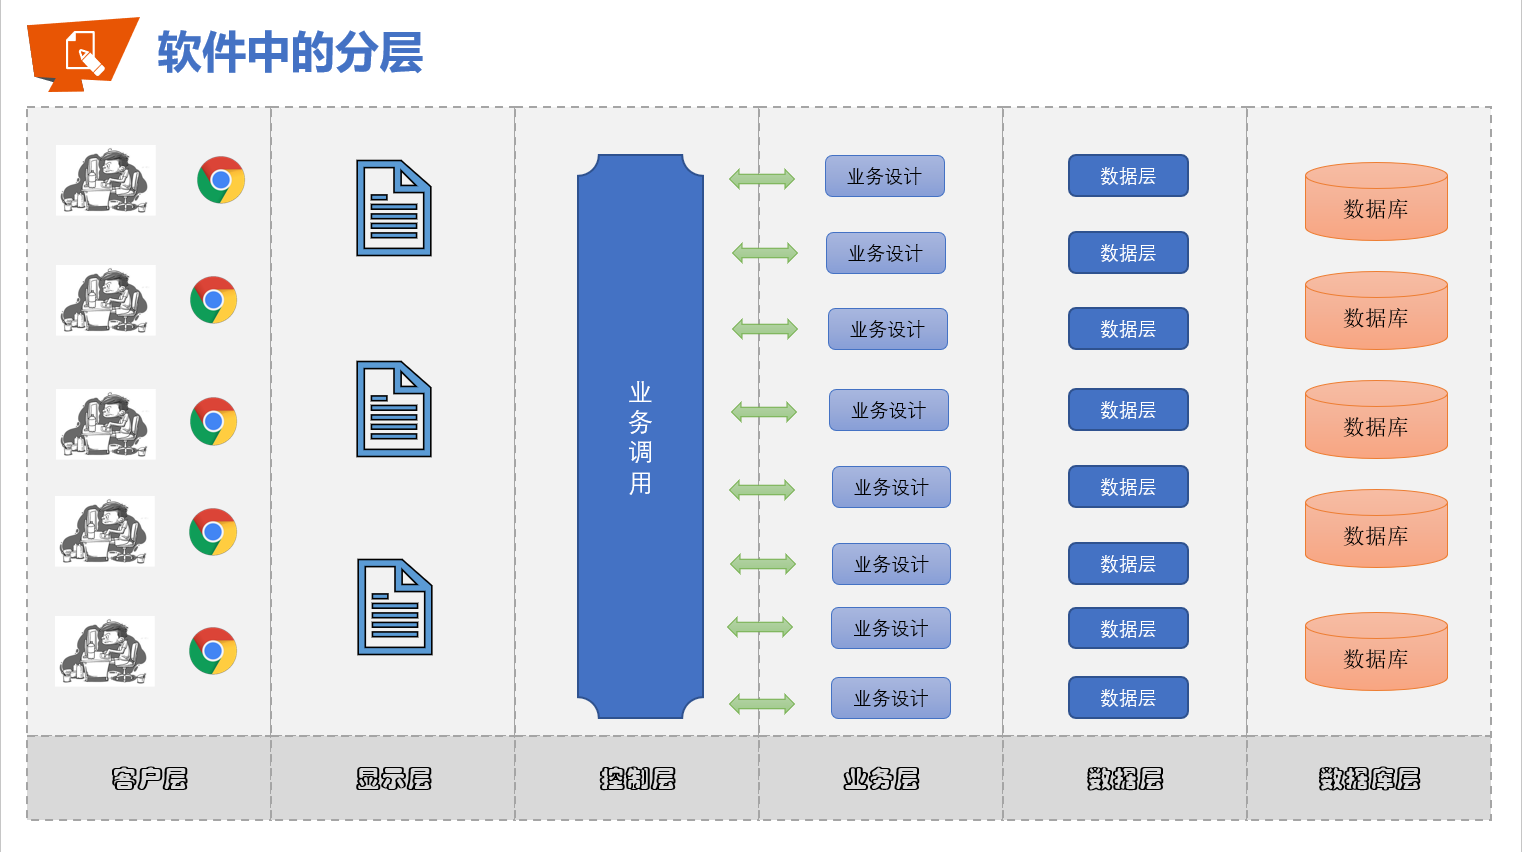 软件中的分层
业务设计
数据层
数据库
业务设计
数据层
数据库
业务设计
数据层
业务调用
业务设计
数据层
数据库
业务设计
数据层
数据库
业务设计
数据层
业务设计
数据层
数据库
业务设计
数据层
客户层
显示层
控制层
业务层
数据层
数据库层